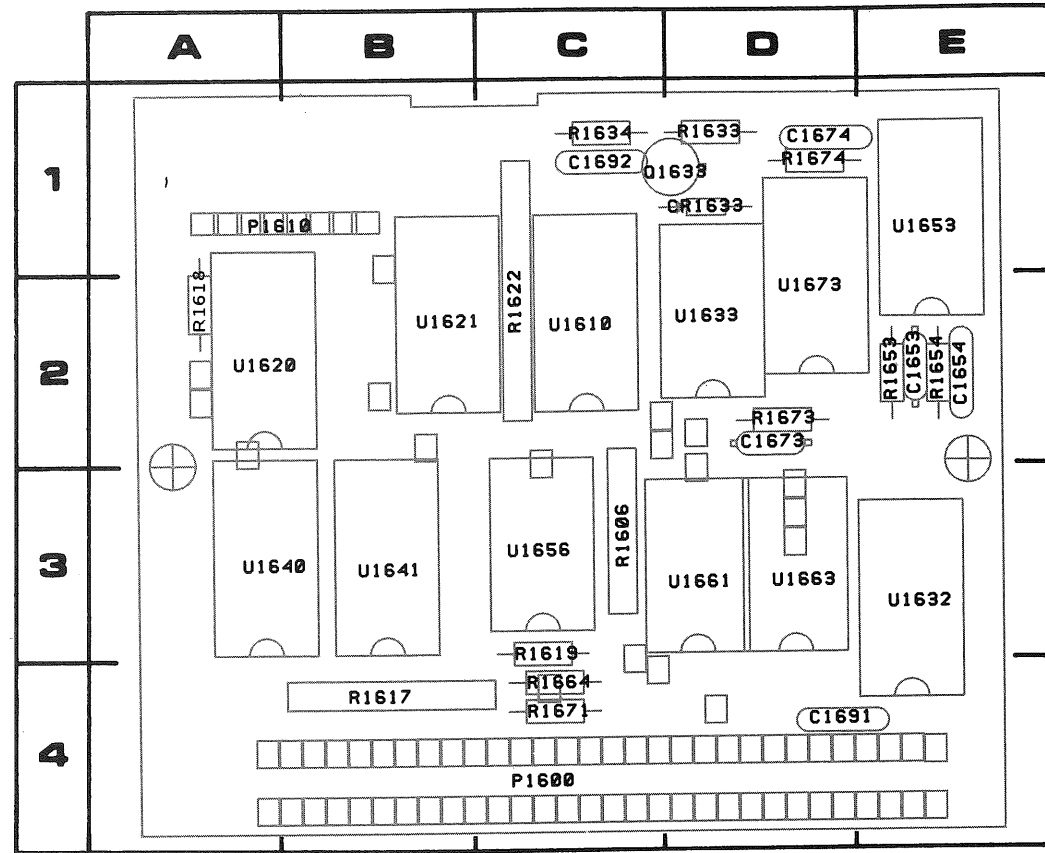 A B C D E
1
R1634 R1633 C1674
C1692 Q1633 R1674
CR1633
P1610 U1653
R1618 U1621 R1622 U1610 U1633 U1673
U1620 R1653 C1653 R1654 C1654
2
R1673
C1673
3
U1640 U1641 U1656 R1606 U1661 U1663 U1632
R1619
R1664
R1617 R1671 C1691
4
P1600